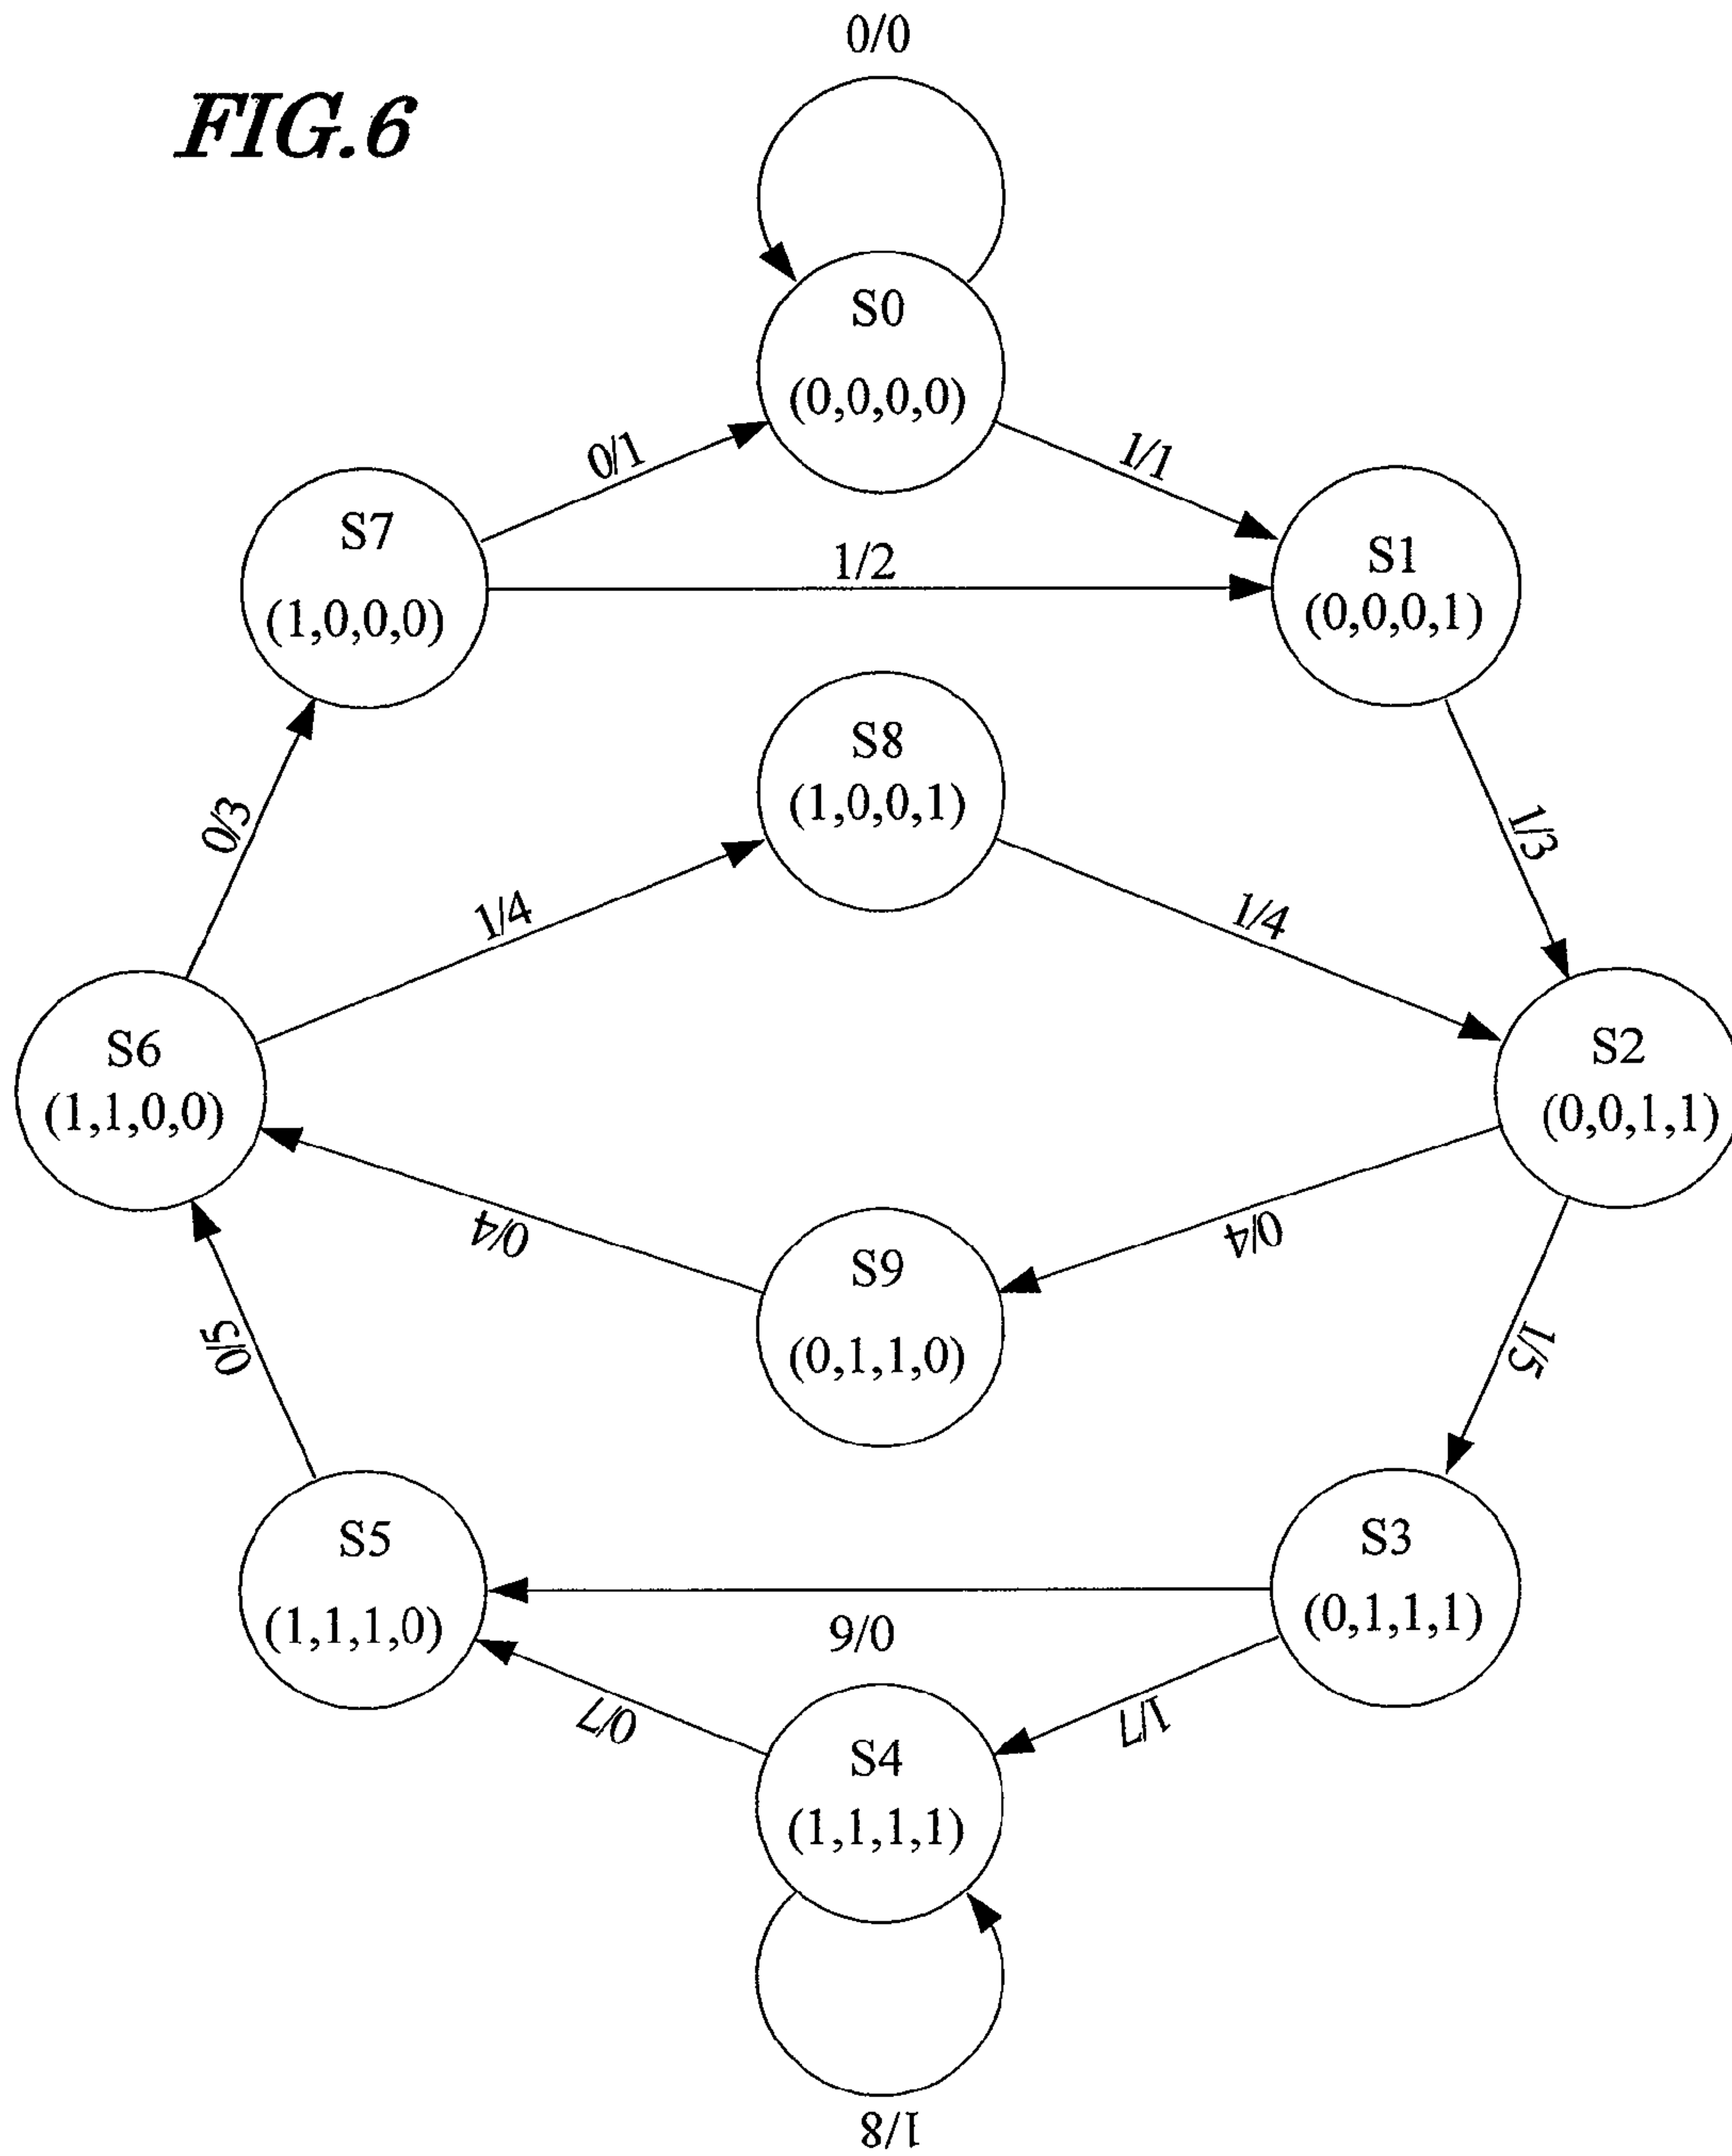 FIG.6
0/0
S0
(0,0,0,0)
0/1
1/1
S7
(1,0,0,0)
1/2
S1
(0,0,0,1)
S8
(1,0,0,1)
0/3
1/3
1/4
1/4
S6
(1,1,0,0)
S2
(0,0,1,1)
0/4
0/4
S9
(0,1,1,0)
0/5
1/5
S5
(1,1,1,0)
S3
(0,1,1,1)
0/6
0/7
1/7
S4
(1,1,1,1)
1/8